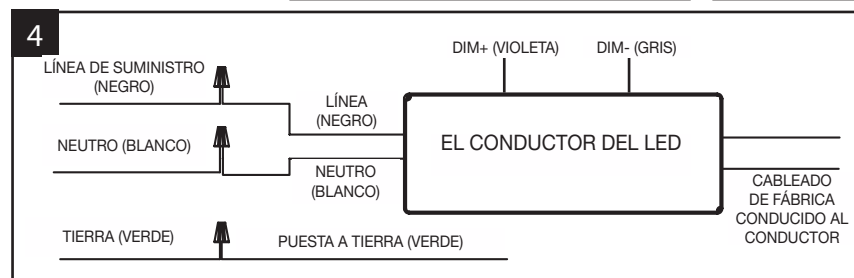 4
DIM+ (VIOLETA)
DIM- (GRIS)
LÍNEA DE SUMINISTRO
(NEGRO)
LÍNEA
(NEGRO)
NEUTRO (BLANCO)
EL CONDUCTOR DEL LED
NEUTRO
(BLANCO)
CABLEADO
DE FÁBRICA
CONDUCIDO AL
CONDUCTOR
TIERRA (VERDE)
PUESTA A TIERRA (VERDE)